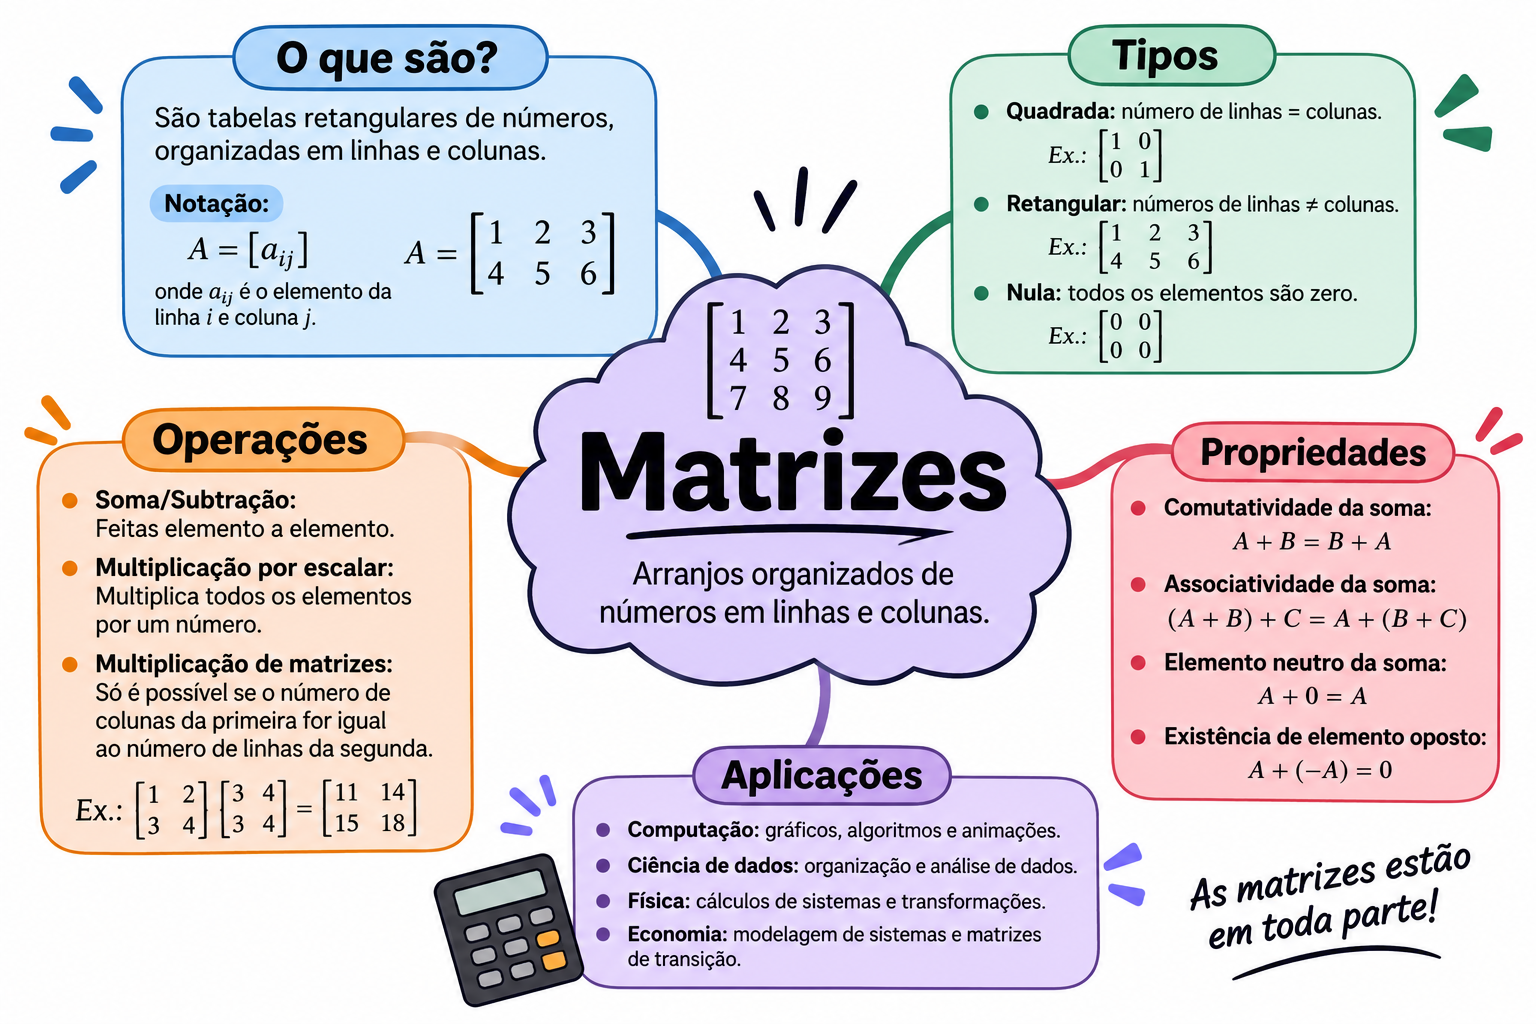 O que são?
São tabelas retangulares de números,
organizadas em linhas e colunas.
Notação:
A = [a_{ij}]
onde a_{ij} é o elemento da
linha i e coluna j.
A = [1 2 3
4 5 6]
Tipos
Quadrada: número de linhas = colunas.
Ex.: [1 0
0 1]
Retangular: números de linhas ≠ colunas.
Ex.: [1 2 3
4 5 6]
Nula: todos os elementos são zero.
Ex.: [0 0
0 0]
[1 2 3
4 5 6
7 8 9]
Matrizes
Arranjos organizados de
números em linhas e colunas.
Operações
Soma/Subtração:
Feitas elemento a elemento.
Multiplicação por escalar:
Multiplica todos os elementos
por um número.
Multiplicação de matrizes:
Só é possível se o número de
colunas da primeira for igual
ao número de linhas da segunda.
Ex.: [1 2 [3 4 = [11 14
3 4] 3 4] 15 18]
Propriedades
Comutatividade da soma:
A + B = B + A
Associatividade da soma:
(A + B) + C = A + (B + C)
Elemento neutro da soma:
A + 0 = A
Existência de elemento oposto:
A + (−A) = 0
Aplicações
Computação: gráficos, algoritmos e animações.
Ciência de dados: organização e análise de dados.
Física: cálculos de sistemas e transformações.
Economia: modelagem de sistemas e matrizes
de transição.
As matrizes estão
em toda parte!